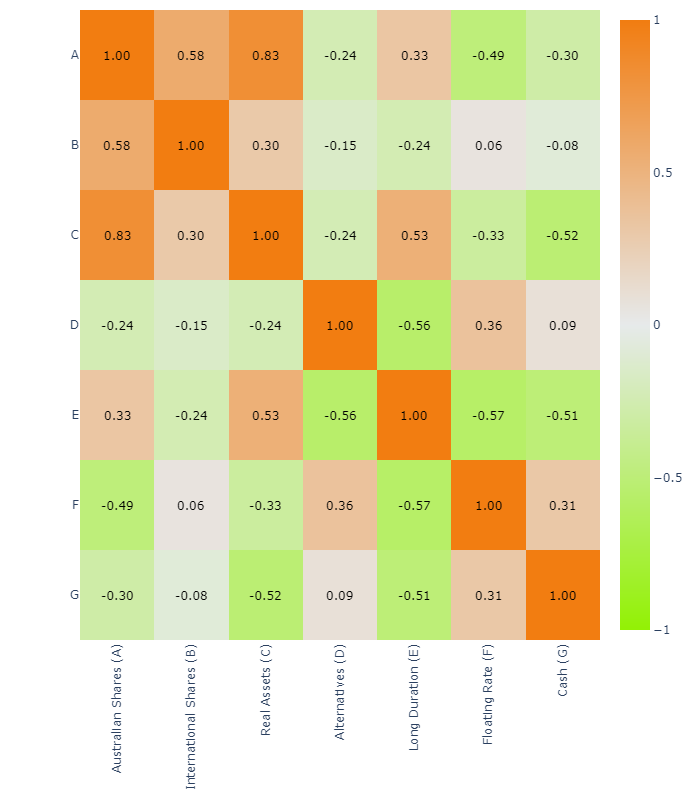 A 1.00 0.58 0.83 -0.24 0.33 -0.49 -0.30
B 0.58 1.00 0.30 -0.15 -0.24 0.06 -0.08
C 0.83 0.30 1.00 -0.24 0.53 -0.33 -0.52
D -0.24 -0.15 -0.24 1.00 -0.56 0.36 0.09
E 0.33 -0.24 0.53 -0.56 1.00 -0.57 -0.51
F -0.49 0.06 -0.33 0.36 -0.57 1.00 0.31
G -0.30 -0.08 -0.52 0.09 -0.51 0.31 1.00
Australian Shares (A)
International Shares (B)
Real Assets (C)
Alternatives (D)
Long Duration (E)
Floating Rate (F)
Cash (G)
1
0.5
0
−0.5
−1